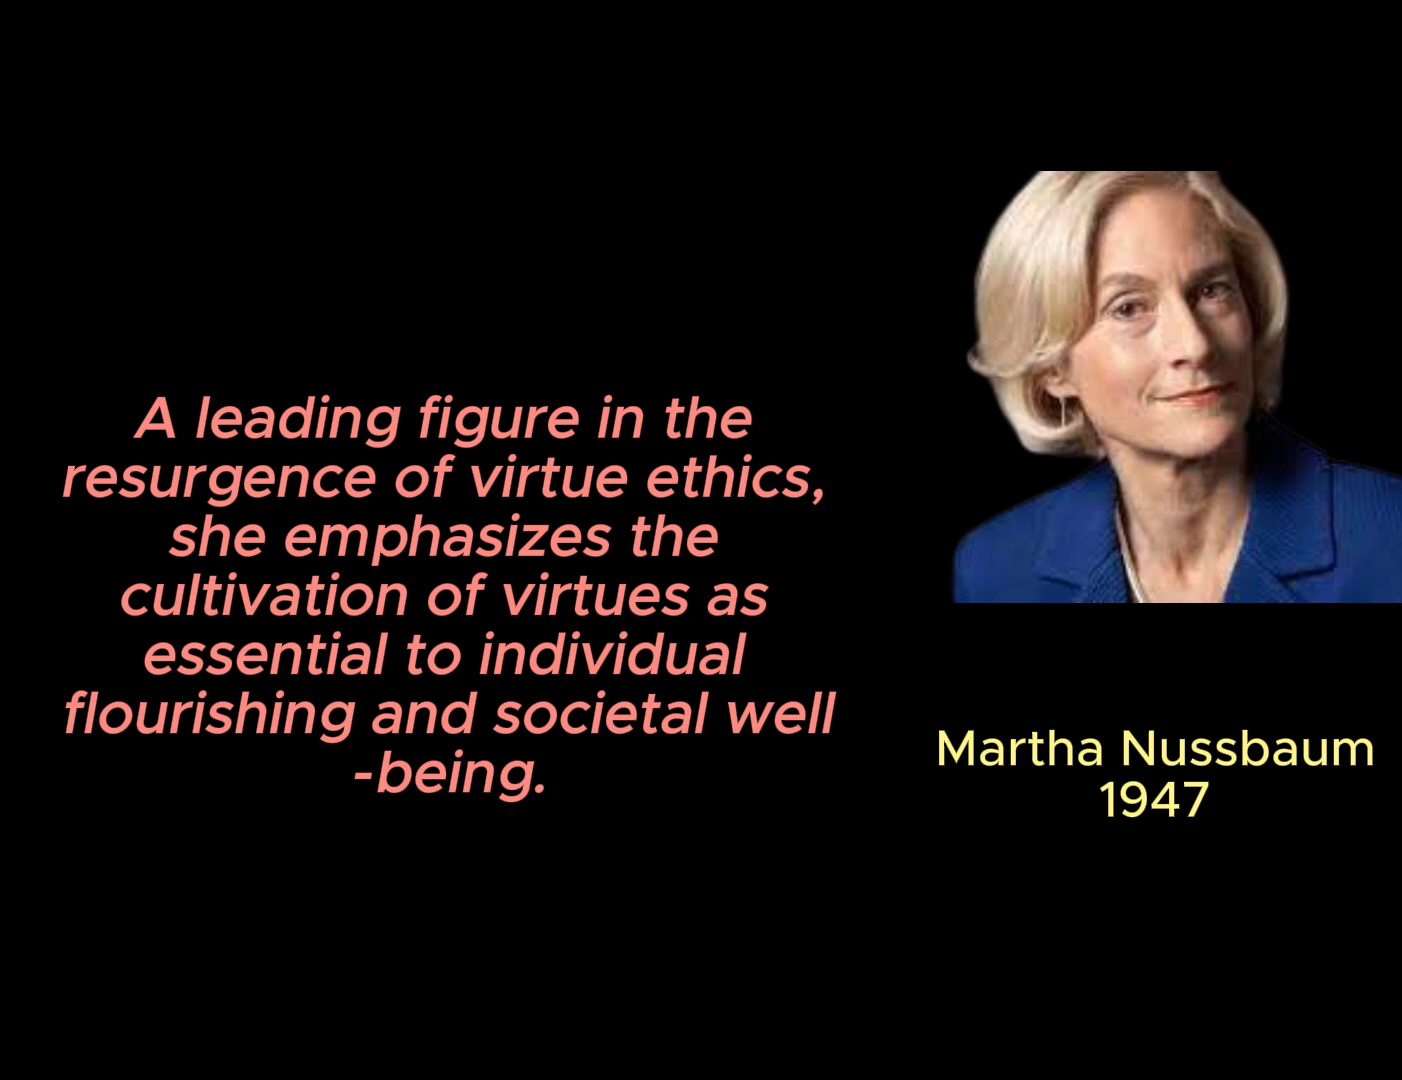 A leading figure in the
resurgence of virtue ethics,
she emphasizes the
cultivation of virtues as
essential to individual
flourishing and societal well
-being.
Martha Nussbaum
1947